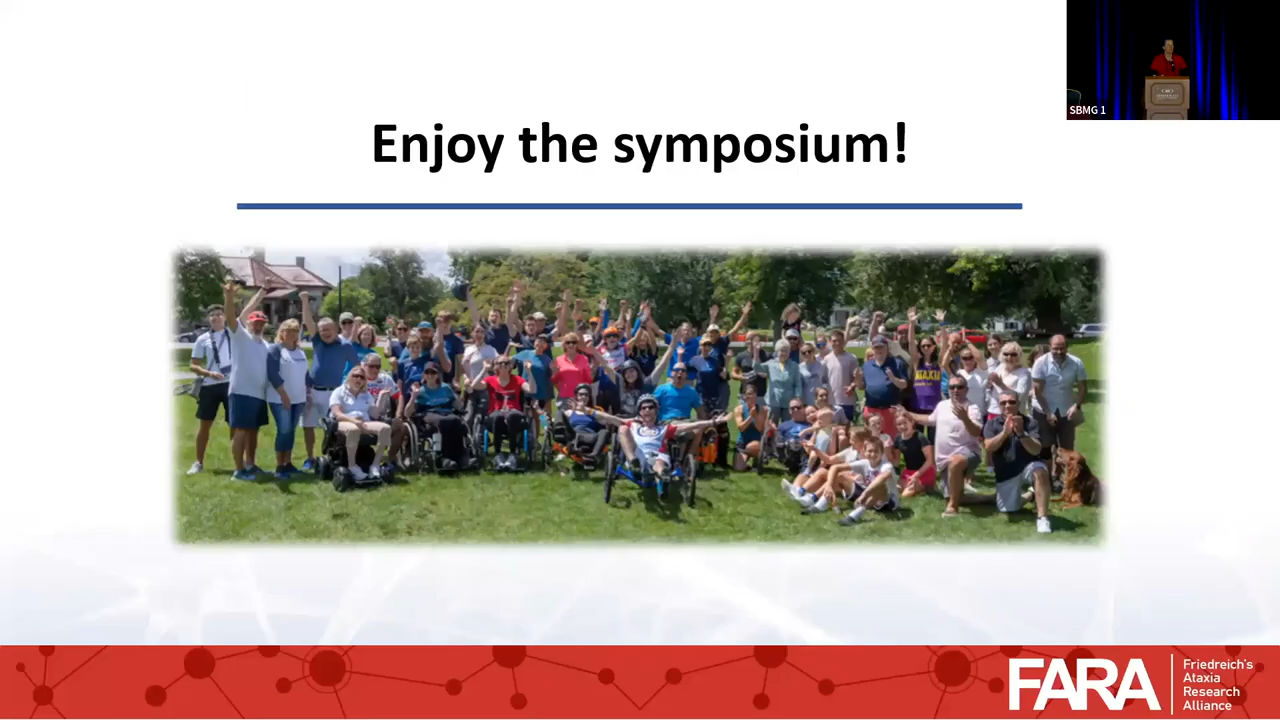 SBMG 1
Enjoy the symposium!
FARA
Friedreich's
Ataxia
Research
Alliance